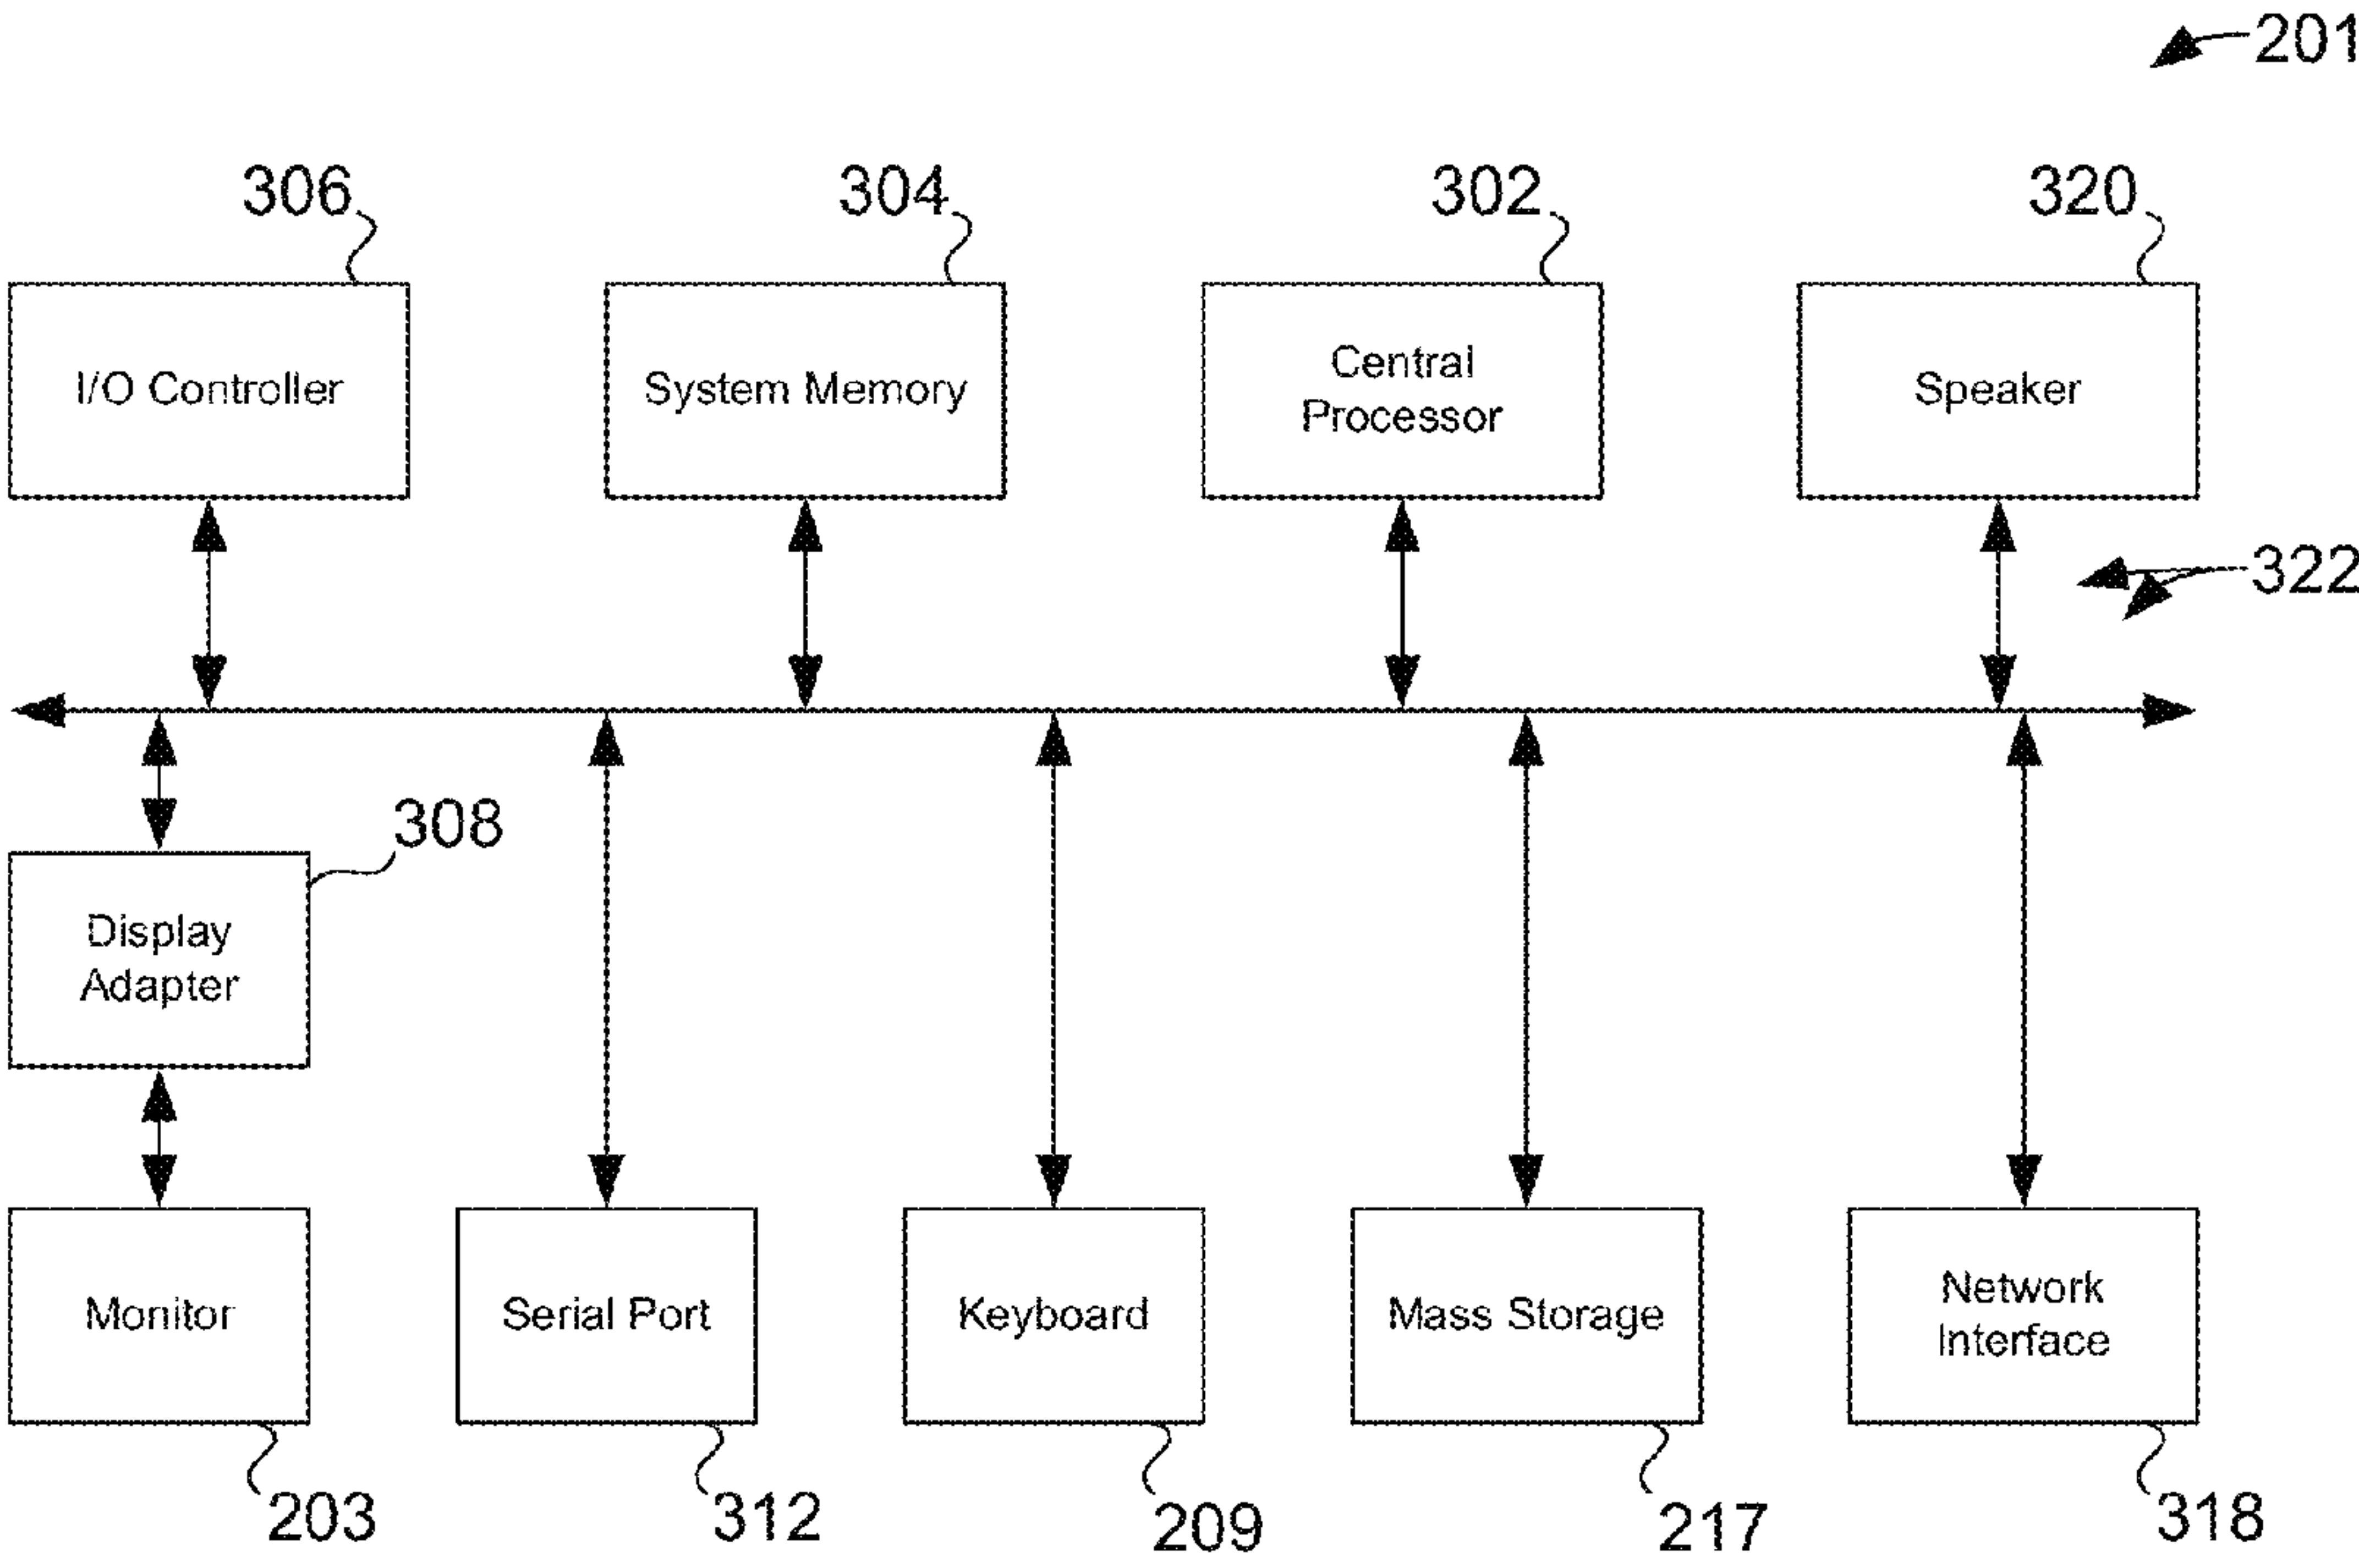 201
306
304
302
320
I/O Controller
System Memory
Central
Processor
Speaker
322
308
Display
Adapter
Monitor
Serial Port
Keyboard
Mass Storage
Network
Interface
203
312
209
217
318